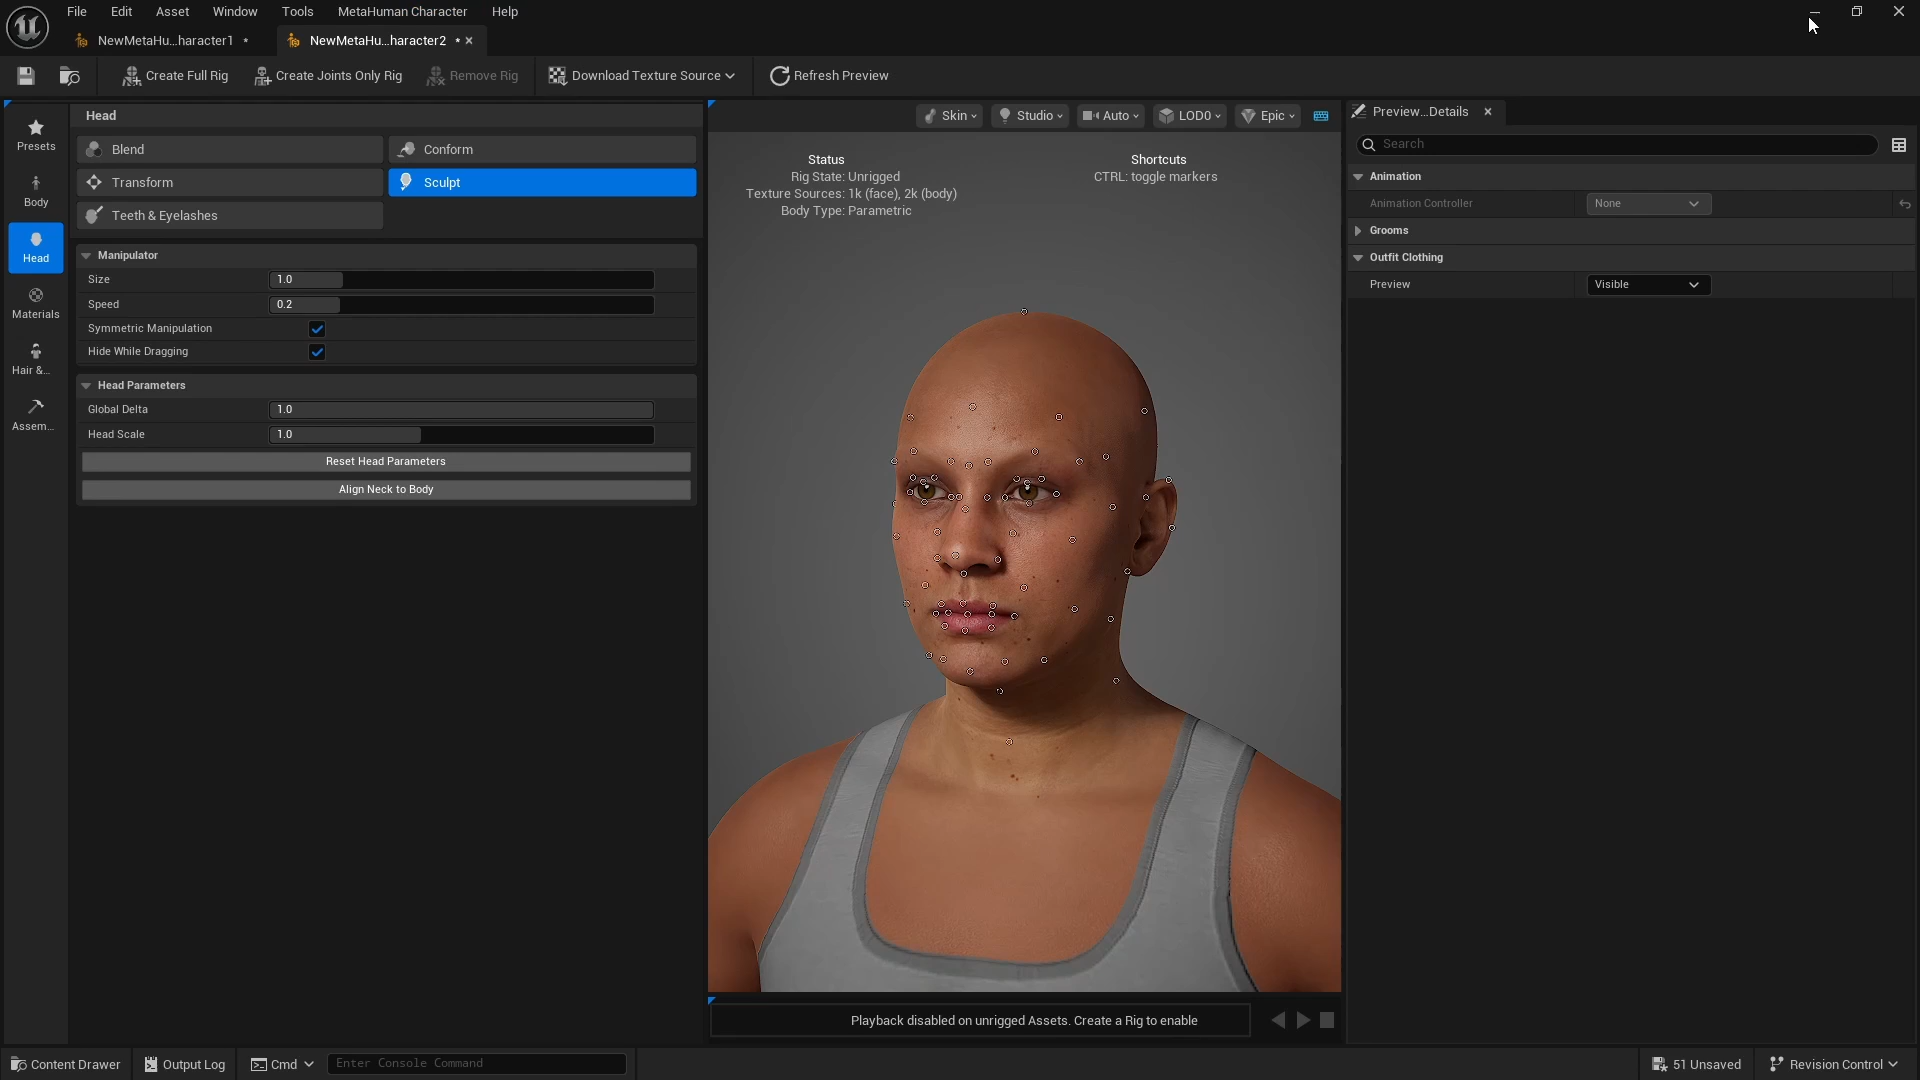 File Edit Asset Window Tools MetaHuman Character Help
NewMetaHu...haracter1 • NewMetaHu...haracter2 •
Create Full Rig Create Joints Only Rig Remove Rig Download Texture Source Refresh Preview
Presets
Body
Head
Materials
Hair &...
Assem...
Head
Blend Conform
Transform Sculpt
Teeth & Eyelashes
Manipulator
Size 1.0
Speed 0.2
Symmetric Manipulation
Hide While Dragging
Head Parameters
Global Delta 1.0
Head Scale 1.0
Reset Head Parameters
Align Neck to Body
Skin Studio Auto LOD0 Epic
Status
Rig State: Unrigged
Texture Sources: 1k (face), 2k (body)
Body Type: Parametric
Shortcuts
CTRL: toggle markers
Playback disabled on unrigged Assets. Create a Rig to enable
Preview...Details
Search
Animation
Animation Controller None
Grooms
Outfit Clothing
Preview Visible
Content Drawer Output Log Cmd Enter Console Command 51 Unsaved Revision Control